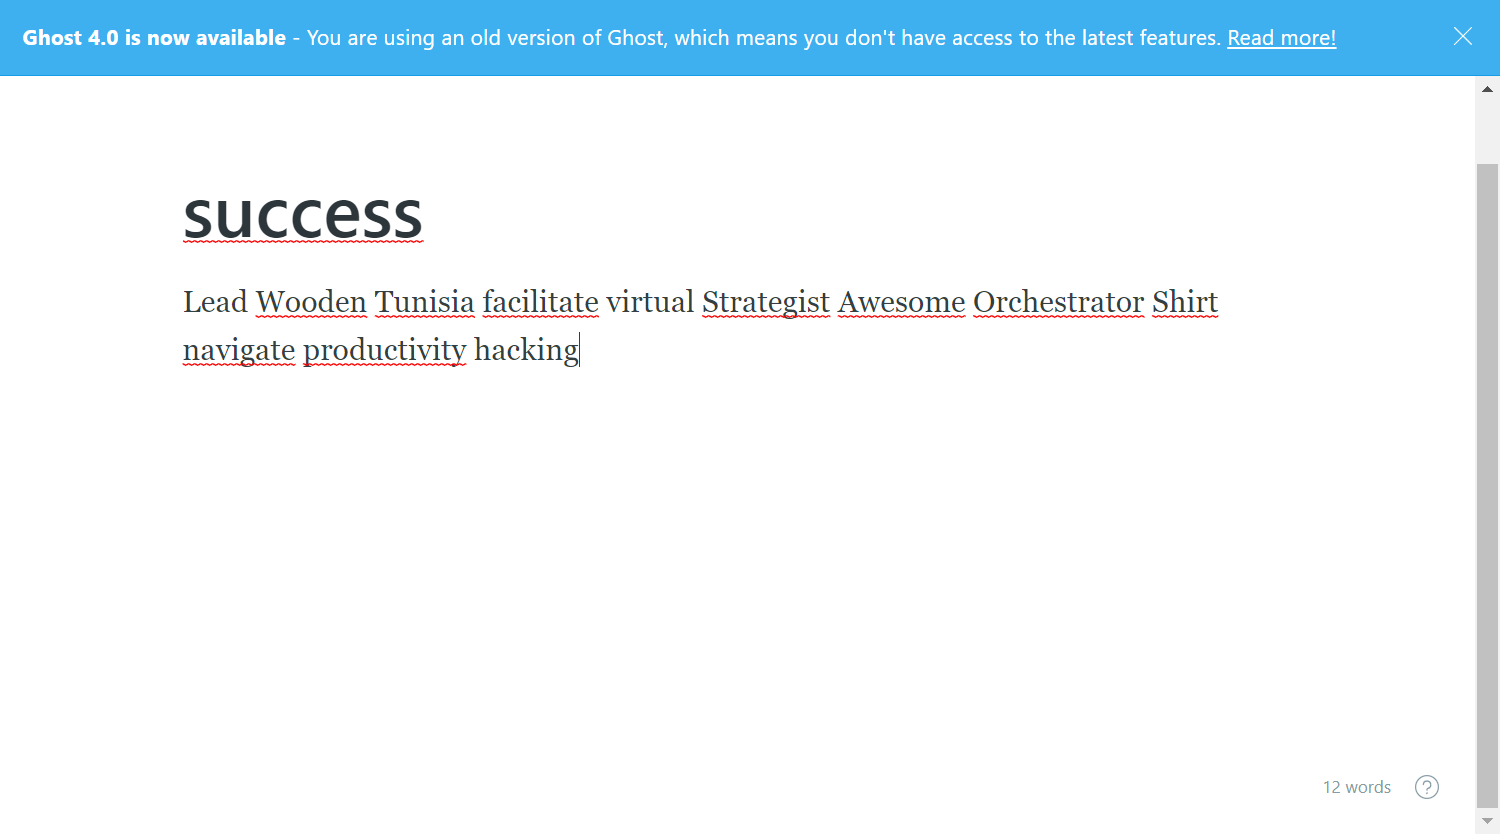 Ghost 4.0 is now available - You are using an old version of Ghost, which means you don't have access to the latest features. Read more!
success
Lead Wooden Tunisia facilitate virtual Strategist Awesome Orchestrator Shirt
navigate productivity hacking
12 words
?